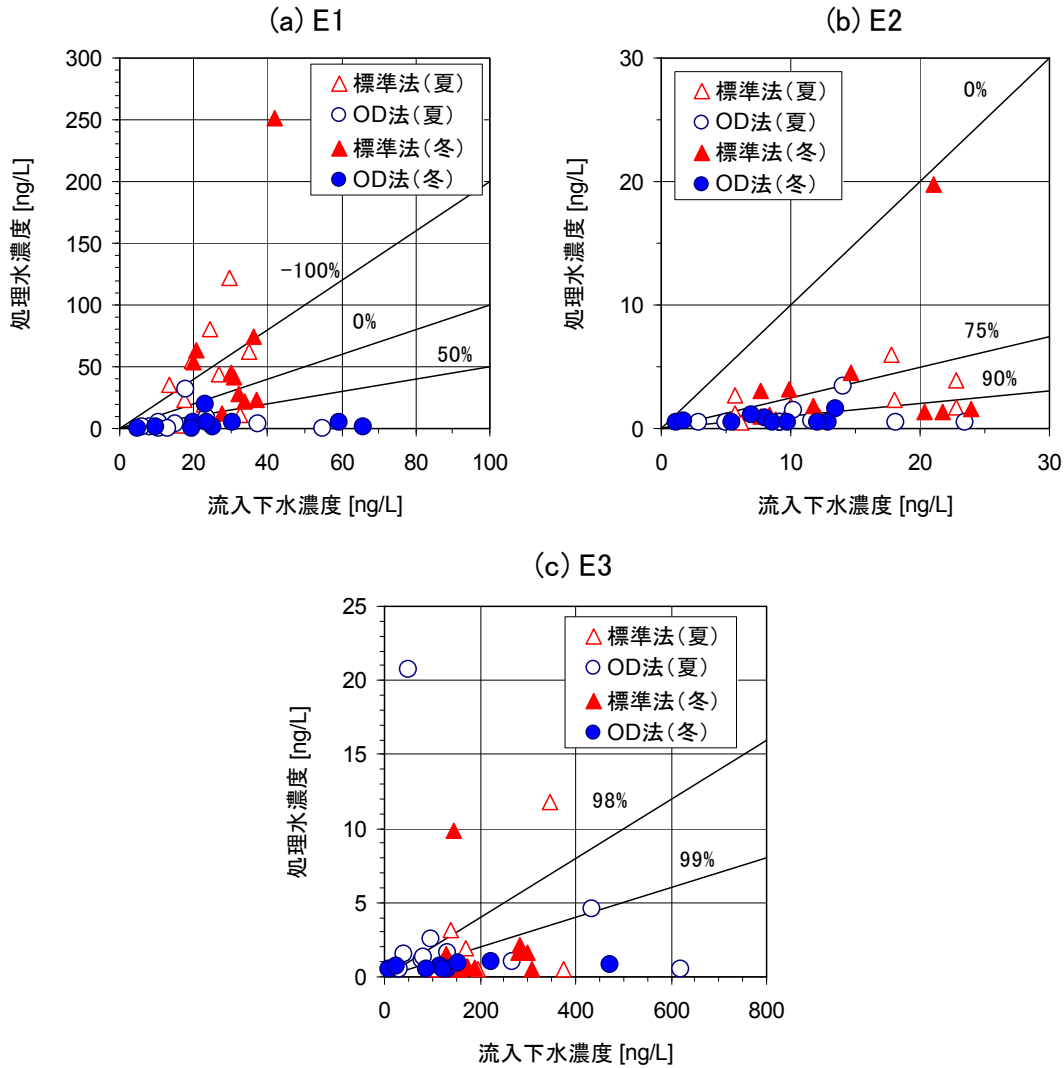 (a) E1
300
250
200
150
100
50
0
0
20
40
60
80
100
処理水濃度 [ng/L]
流入下水濃度 [ng/L]
標準法(夏)
OD法(夏)
標準法(冬)
OD法(冬)
-100%
0%
50%
(b) E2
30
20
10
0
0
10
20
30
処理水濃度 [ng/L]
流入下水濃度 [ng/L]
標準法(夏)
OD法(夏)
標準法(冬)
OD法(冬)
0%
75%
90%
(c) E3
25
20
15
10
5
0
0
200
400
600
800
処理水濃度 [ng/L]
流入下水濃度 [ng/L]
標準法(夏)
OD法(夏)
標準法(冬)
OD法(冬)
98%
99%